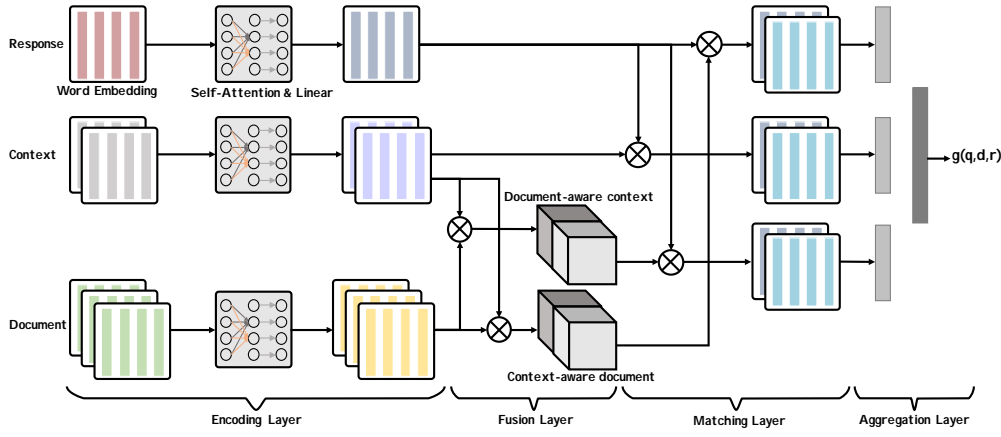 Response
Word Embedding
Self-Attention & Linear
Context
g(q,d,r)
Document-aware context
Document
Context-aware document
Encoding Layer
Fusion Layer
Matching Layer
Aggregation Layer